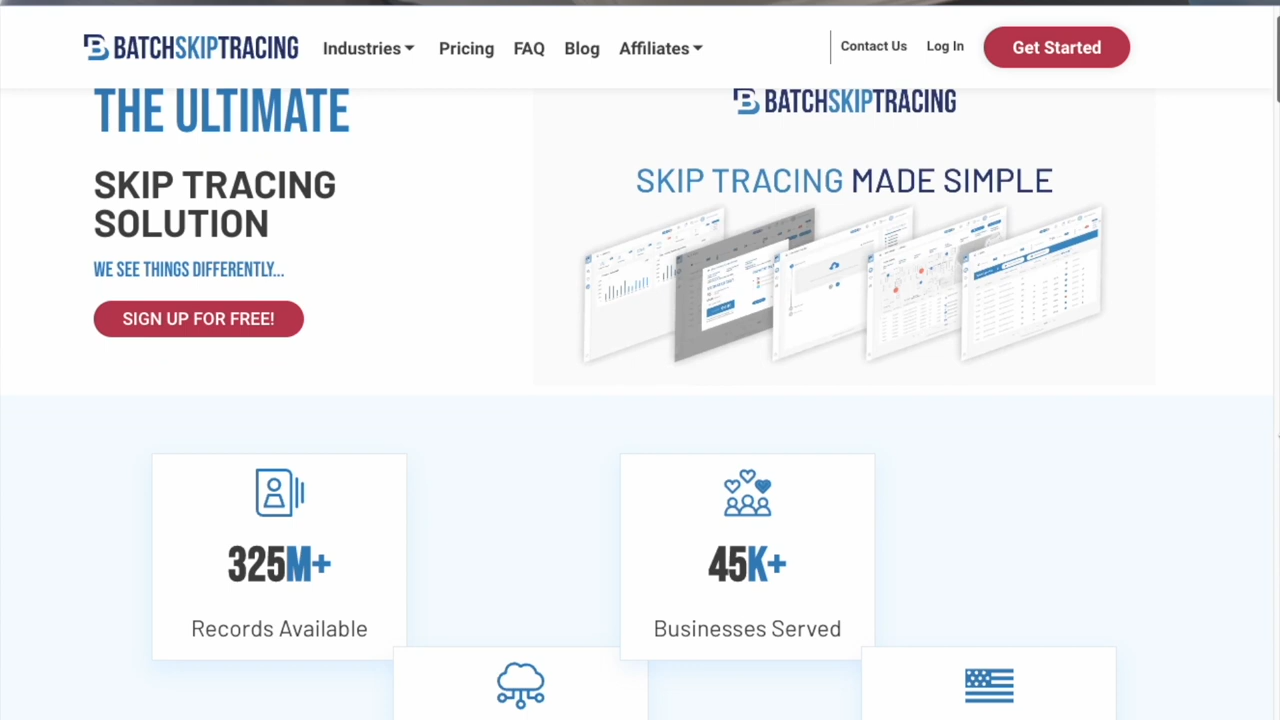 BATCHSKIPTRACING
Industries
Pricing
FAQ
Blog
Affiliates
Contact Us
Log In
Get Started
THE ULTIMATE
SKIP TRACING
SOLUTION
WE SEE THINGS DIFFERENTLY...
SIGN UP FOR FREE!
BATCHSKIPTRACING
SKIP TRACING MADE SIMPLE
325M+
Records Available
45K+
Businesses Served